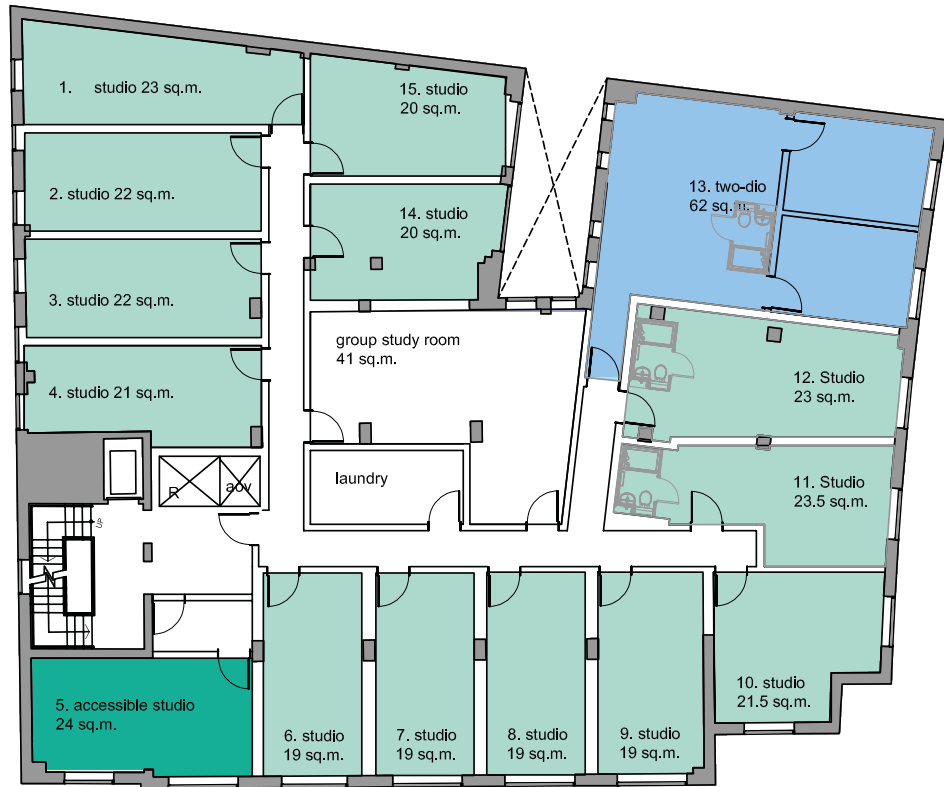 1. studio 23 sq.m.
15. studio
20 sq.m.
2. studio 22 sq.m.
13. two-dio
62 sq.m.
14. studio
20 sq.m.
3. studio 22 sq.m.
group study room
41 sq.m.
12. Studio
23 sq.m.
4. studio 21 sq.m.
laundry
R
aov
11. Studio
23.5 sq.m.
5. accessible studio
24 sq.m.
10. studio
21.5 sq.m.
6. studio
19 sq.m.
7. studio
19 sq.m.
8. studio
19 sq.m.
9. studio
19 sq.m.